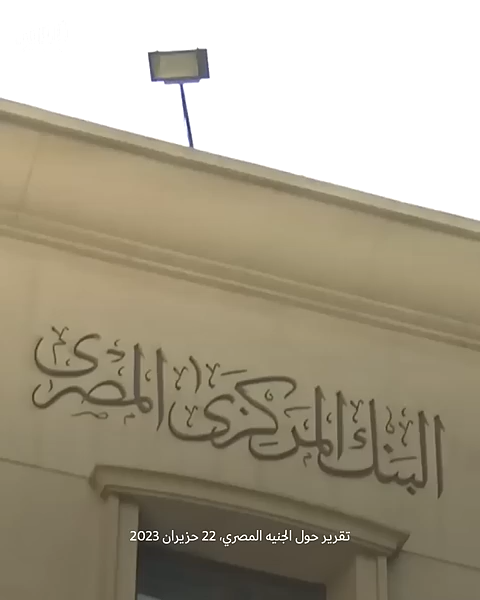 البنك المركزى المصرى
تقرير حول الجنيه المصري، 22 حزيران 2023